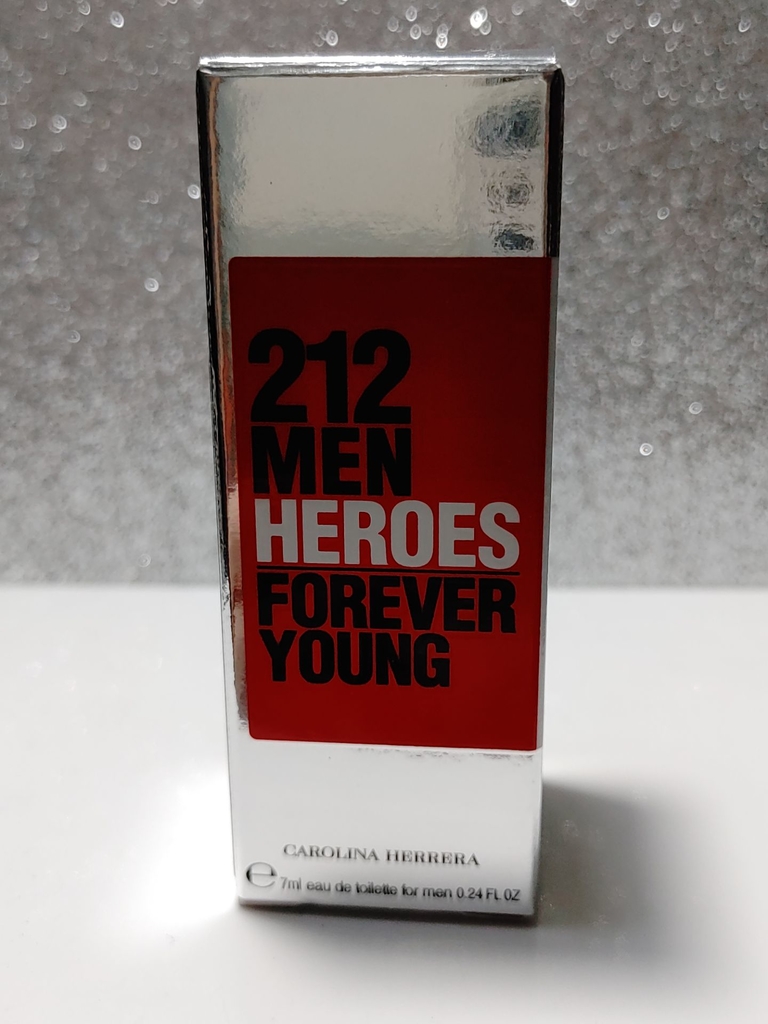 212
MEN
HEROES
FOREVER
YOUNG
CAROLINA HERRERA
℮ 7ml eau de toilette for men 0.24 FL OZ